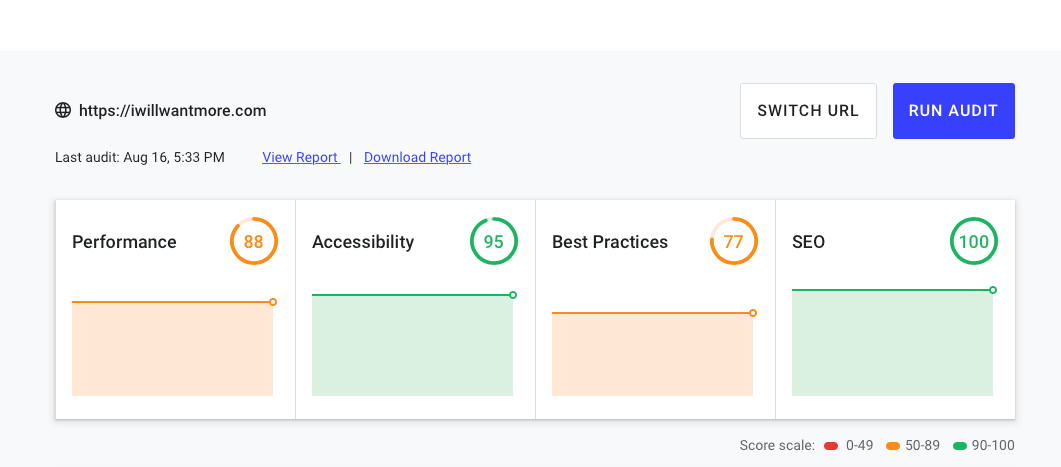 https://iwillwantmore.com
SWITCH URL
RUN AUDIT
Last audit: Aug 16, 5:33 PM View Report | Download Report
Performance 88
Accessibility 95
Best Practices 77
SEO 100
Score scale: 0-49 50-89 90-100